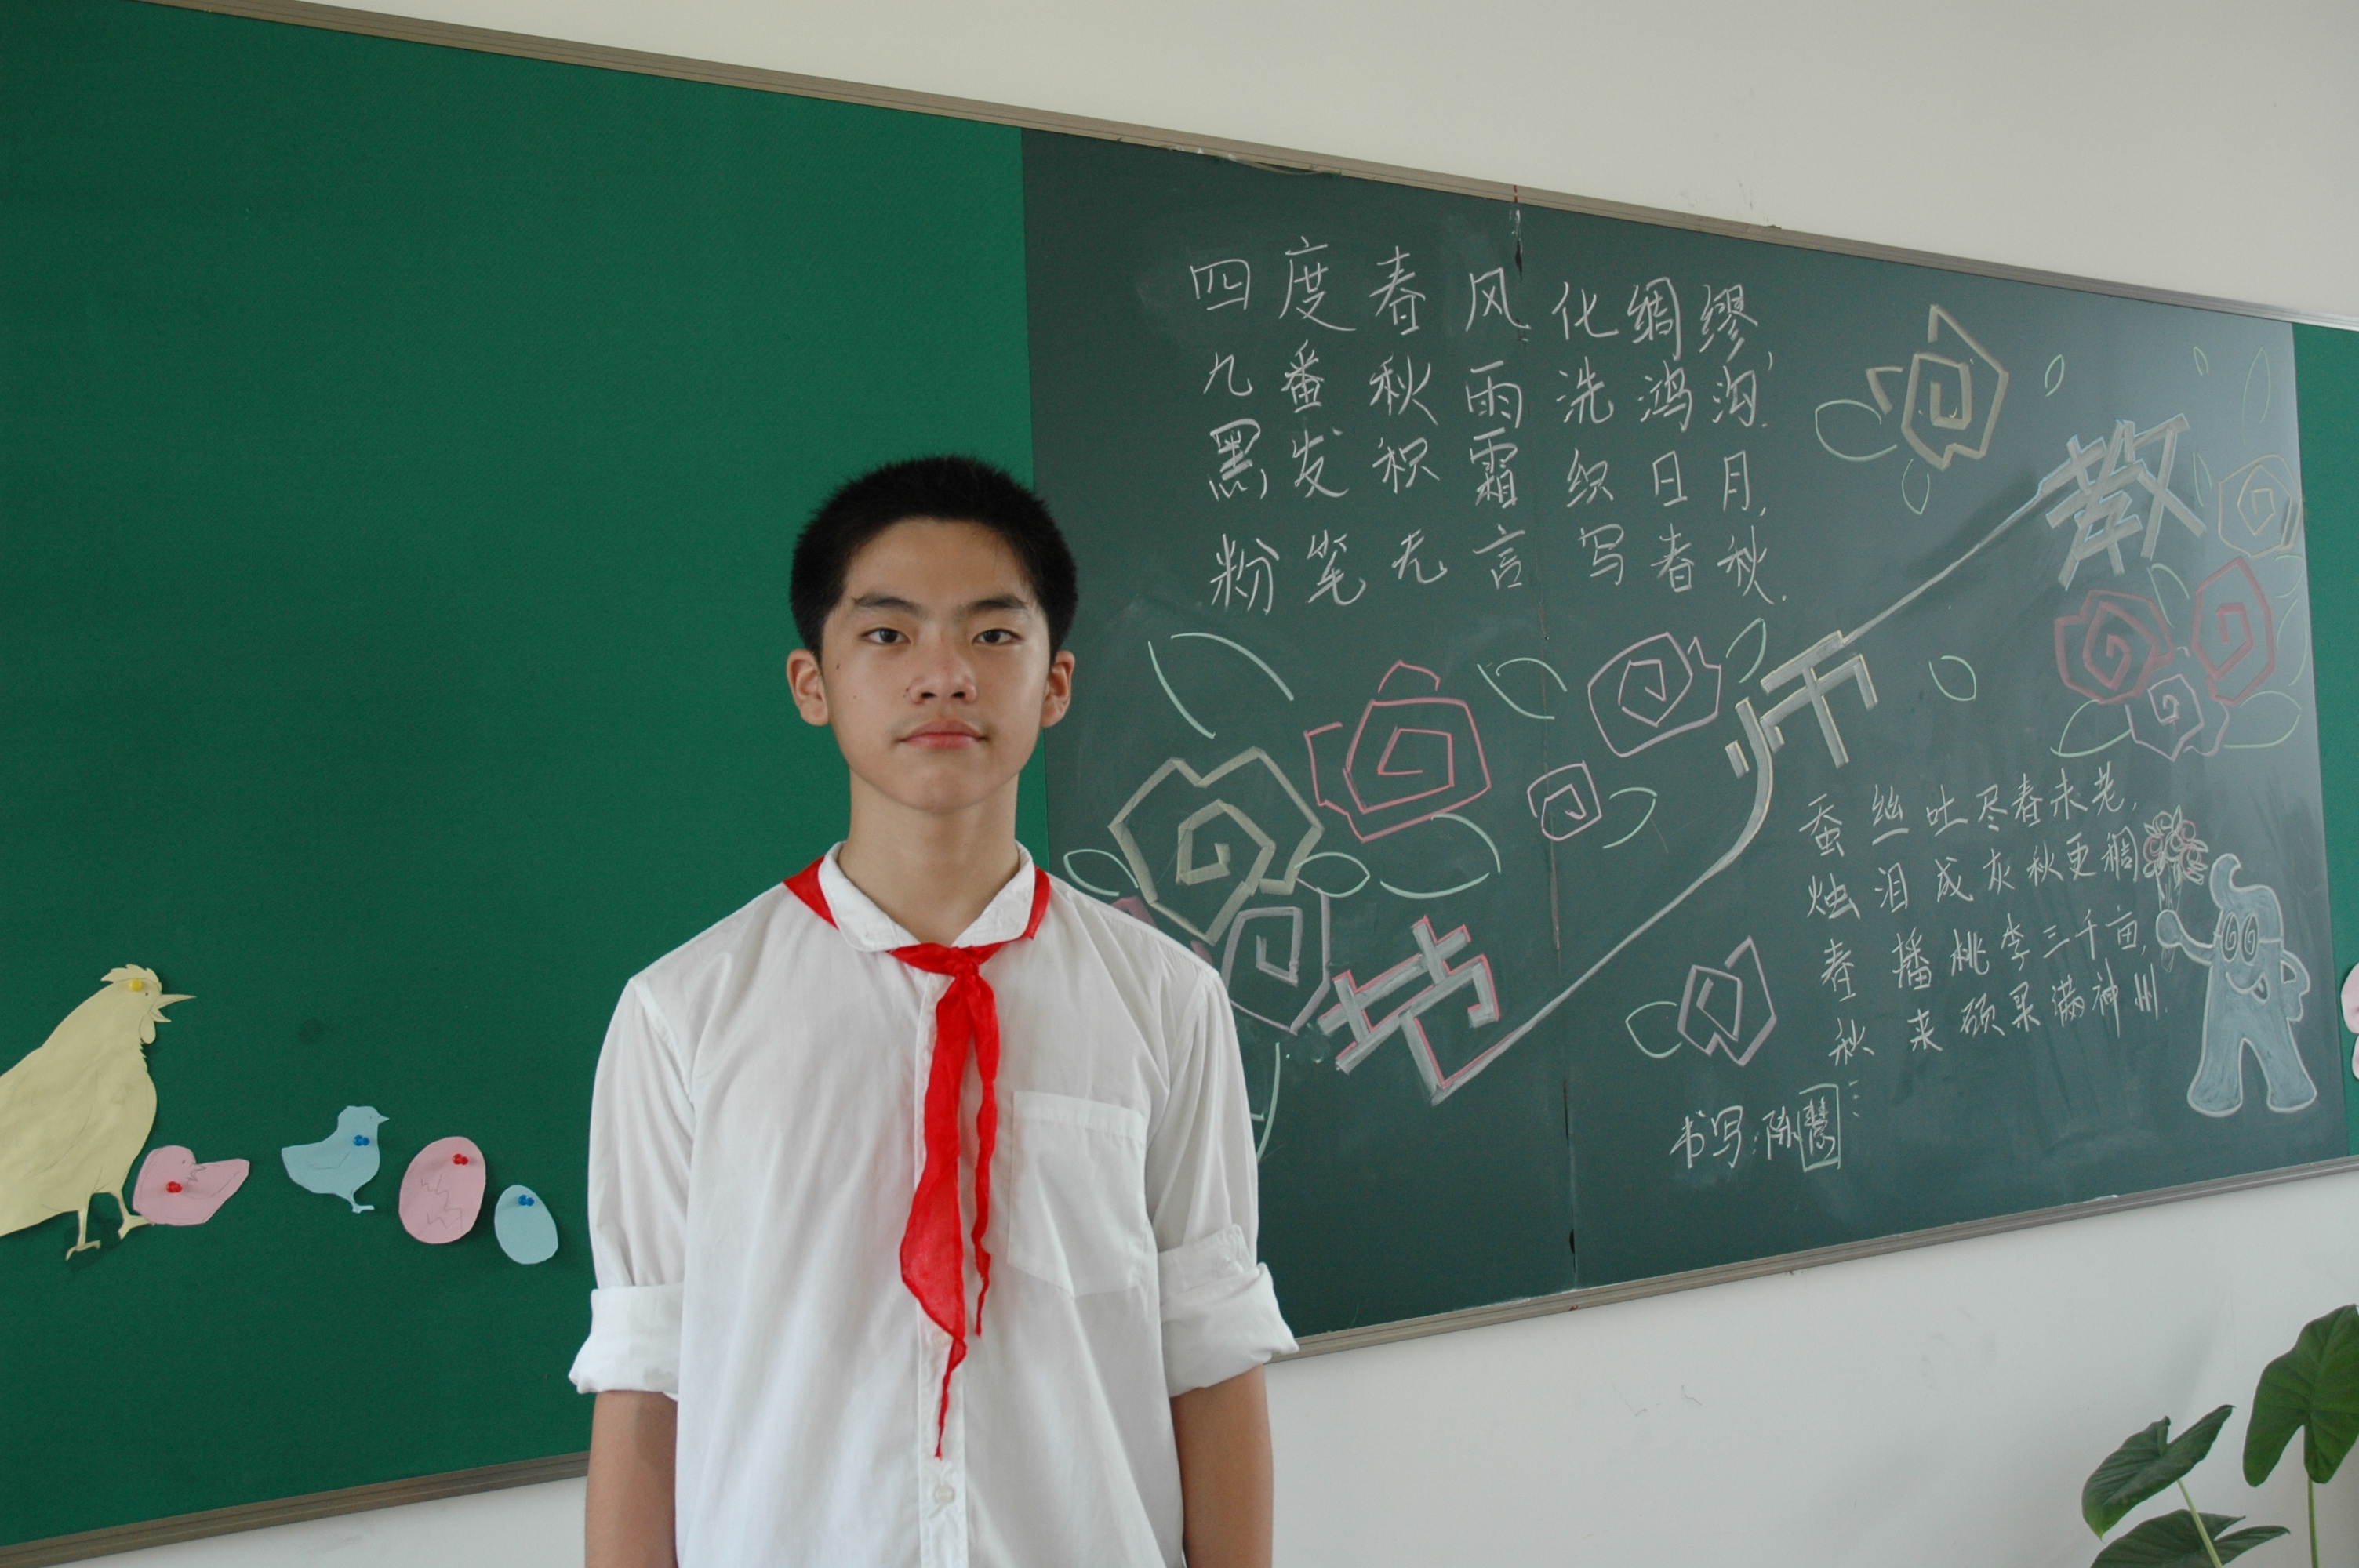 四度春风化绸缪,
九番秋雨洗鸿沟.
黑发积霜织日月,
粉笔无言写春秋.
教师节
蚕丝吐尽春未老,
烛泪成灰秋更稠
春播桃李三千亩,
秋来硕果满神州.
书写:陈慧